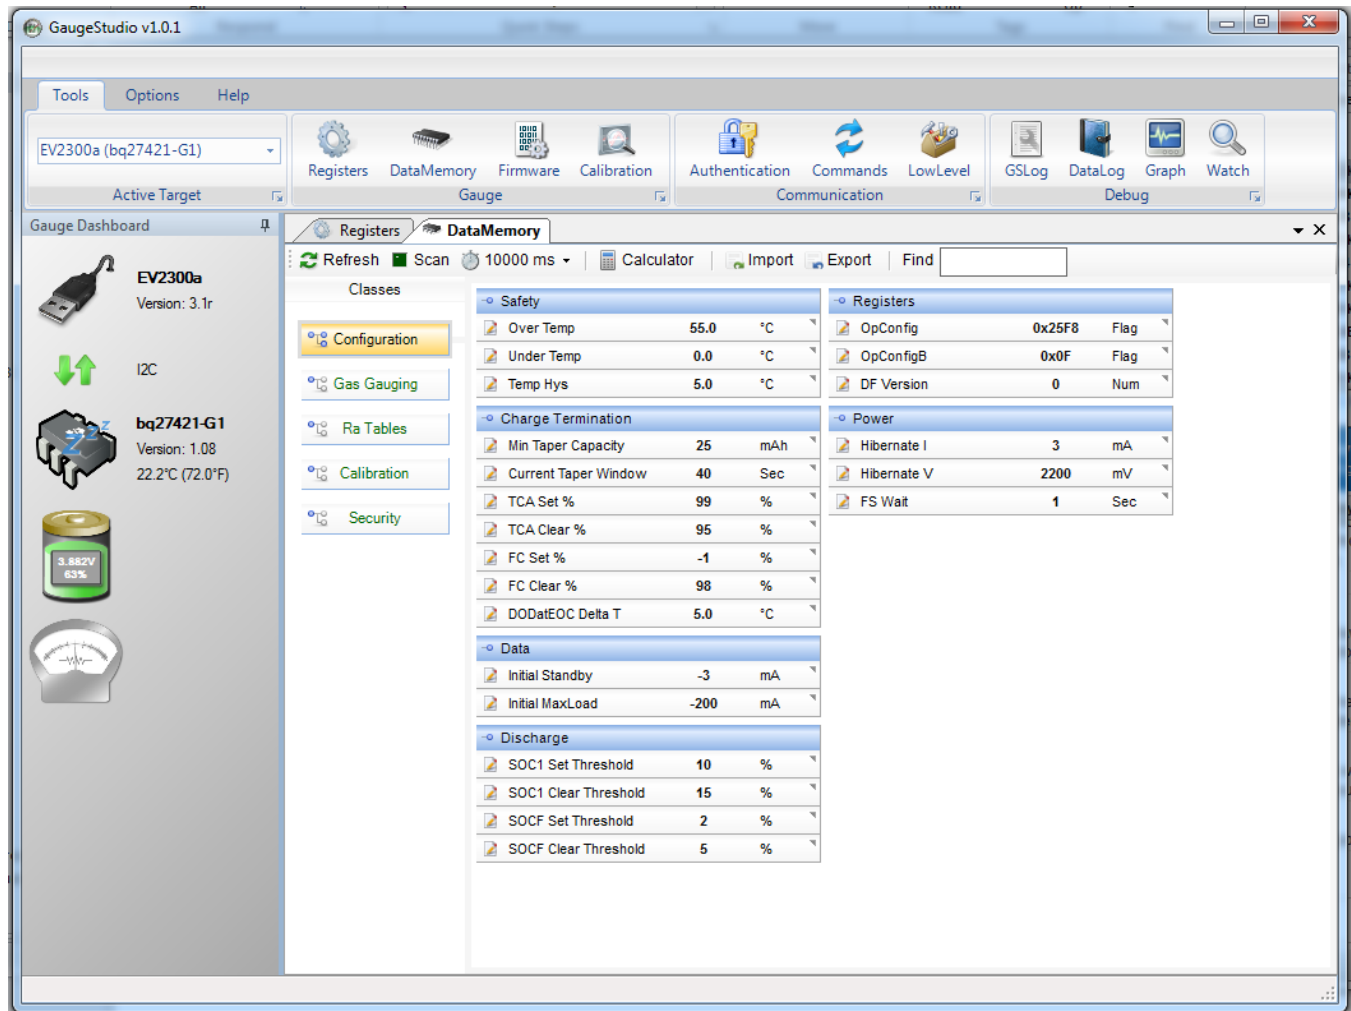 GaugeStudio v1.0.1
Tools Options Help
EV2300a (bq27421-G1)
Active Target
Registers DataMemory Firmware Calibration
Gauge
Authentication Commands LowLevel
Communication
GSLog DataLog Graph Watch
Debug
Gauge Dashboard
EV2300a
Version: 3.1r
I2C
bq27421-G1
Version: 1.08
22.2°C (72.0°F)
3.882V
63%
Registers DataMemory
Refresh Scan 10000 ms Calculator Import Export Find
Classes
Configuration
Gas Gauging
Ra Tables
Calibration
Security
Safety
Over Temp 55.0 °C
Under Temp 0.0 °C
Temp Hys 5.0 °C
Charge Termination
Min Taper Capacity 25 mAh
Current Taper Window 40 Sec
TCA Set % 99 %
TCA Clear % 95 %
FC Set % -1 %
FC Clear % 98 %
DODatEOC Delta T 5.0 °C
Data
Initial Standby -3 mA
Initial MaxLoad -200 mA
Discharge
SOC1 Set Threshold 10 %
SOC1 Clear Threshold 15 %
SOCF Set Threshold 2 %
SOCF Clear Threshold 5 %
Registers
OpConfig 0x25F8 Flag
OpConfigB 0x0F Flag
DF Version 0 Num
Power
Hibernate I 3 mA
Hibernate V 2200 mV
FS Wait 1 Sec